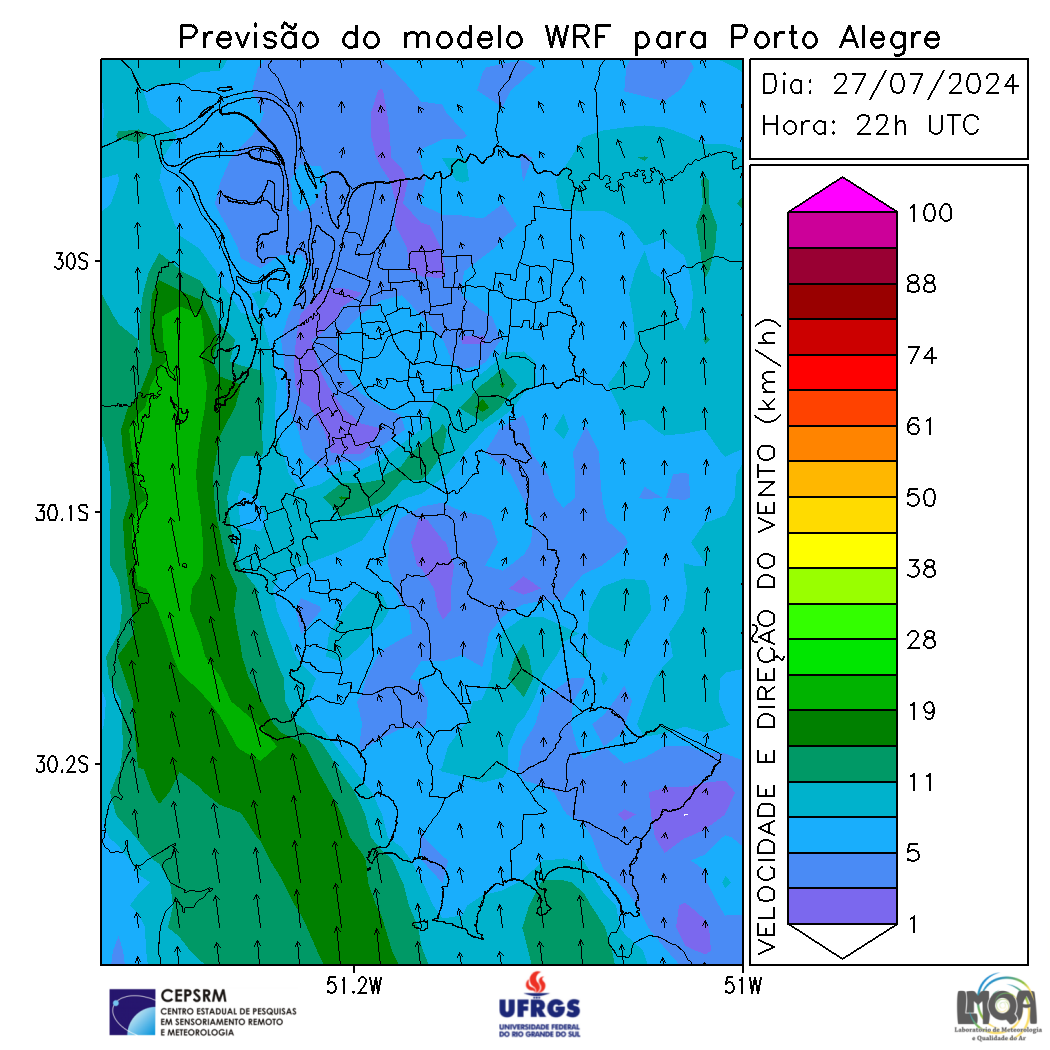 Previsão do modelo WRF para Porto Alegre
Dia: 27/07/2024
Hora: 22h UTC
30S
30.1S
30.2S
51.2W
51W
VELOCIDADE E DIREÇÃO DO VENTO (km/h)
100
88
74
61
50
38
28
19
11
5
1
CEPSRM
CENTRO ESTADUAL DE PESQUISAS
EM SENSORIAMENTO REMOTO
E METEOROLOGIA
UFRGS
UNIVERSIDADE FEDERAL
DO RIO GRANDE DO SUL
LMQA
Laboratório de Meteorologia
e Qualidade do Ar